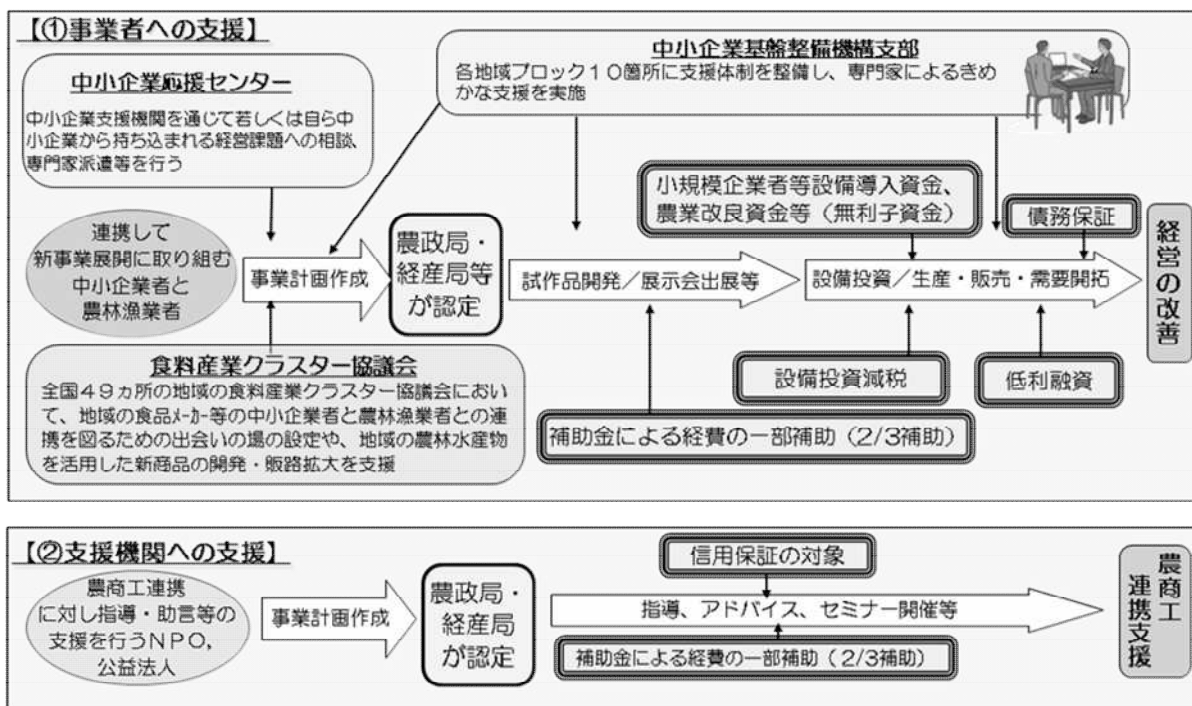 【①事業者への支援】
中小企業基盤整備機構支部
各地域ブロック１０箇所に支援体制を整備し、専門家によるきめ
かな支援を実施
中小企業応援センター
中小企業支援機関を通じて若しくは自ら中
小企業から持ち込まれる経営課題への相談、
専門家派遣等を行う
小規模企業者等設備導入資金、
農業改良資金等（無利子資金）
債務保証
連携して
新事業展開に取り組む
中小企業者と
農林漁業者
事業計画作成
農政局・
経産局等
が認定
試作品開発／展示会出展等
設備投資／生産・販売・需要開拓
経営の改善
食料産業クラスター協議会
全国４９ヵ所の地域の食料産業クラスター協議会におい
て、地域の食品ﾒｰｶｰ等の中小企業者と農林漁業者との連
携を図るための出会いの場の設定や、地域の農林水産物
を活用した新商品の開発・販路拡大を支援
設備投資減税
低利融資
補助金による経費の一部補助（2/3補助）
【②支援機関への支援】
農商工連携
に対し指導・助言等の
支援を行うＮＰＯ，
公益法人
事業計画作成
農政局・
経産局
が認定
信用保証の対象
指導、アドバイス、セミナー開催等
補助金による経費の一部補助（2/3補助）
農商工
連携支援